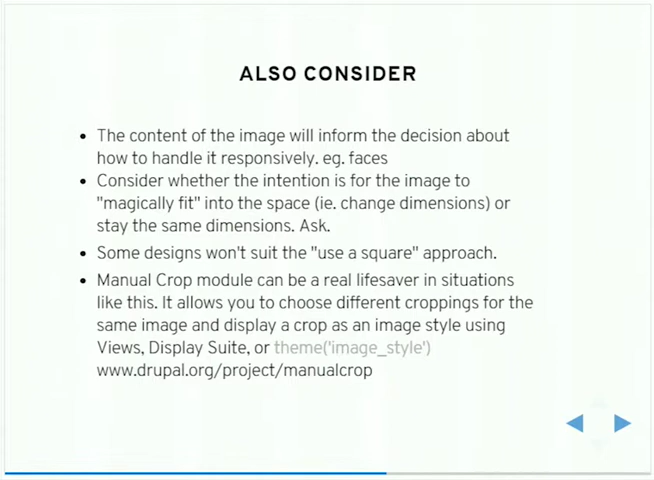 ALSO CONSIDER
• The content of the image will inform the decision about
how to handle it responsively. eg. faces
• Consider whether the intention is for the image to
"magically fit" into the space (ie. change dimensions) or
stay the same dimensions. Ask.
• Some designs won't suit the "use a square" approach.
• Manual Crop module can be a real lifesaver in situations
like this. It allows you to choose different croppings for the
same image and display a crop as an image style using
Views, Display Suite, or theme('image_style')
www.drupal.org/project/manualcrop